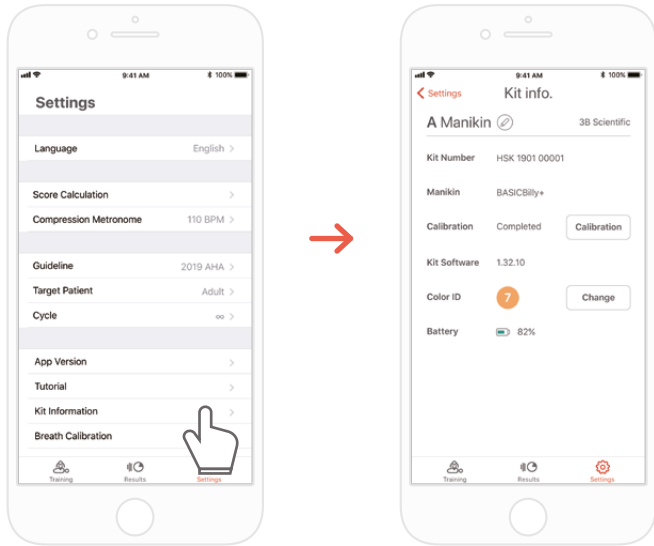 9:41 AM 100%
Settings
Language English >
Score Calculation >
Compression Metronome 110 BPM >
Guideline 2019 AHA >
Target Patient Adult >
Cycle ∞ >
App Version >
Tutorial >
Kit Information >
Breath Calibration
Training Results Settings
9:41 AM 100%
< Settings Kit info.
A Manikin 3B Scientific
Kit Number HSK 1901 00001
Manikin BASICBilly+
Calibration Completed Calibration
Kit Software 1.32.10
Color ID 7 Change
Battery 82%
Training Results Settings